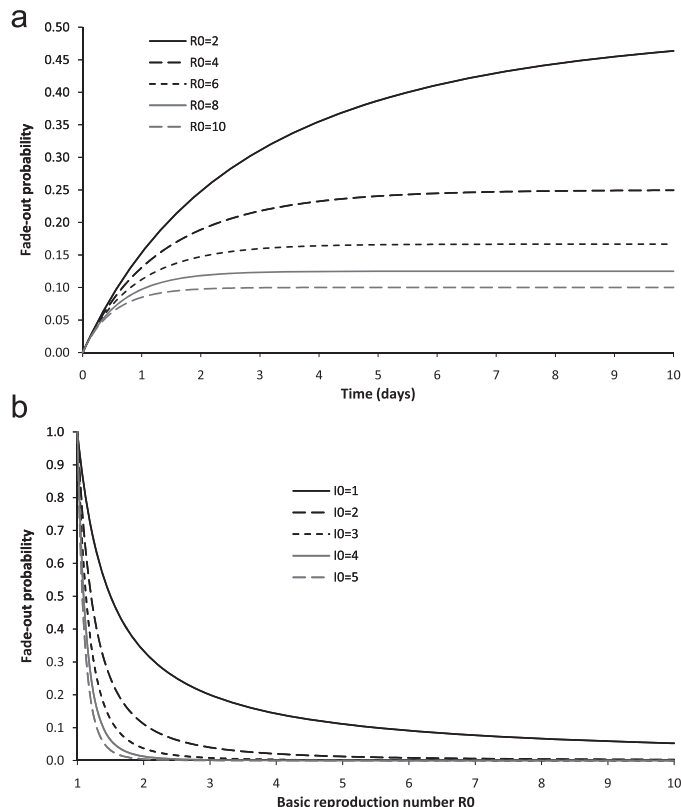 a
0.50
0.45
0.40
0.35
0.30
0.25
0.20
0.15
0.10
0.05
0.00
Fade-out probability
R0=2
R0=4
R0=6
R0=8
R0=10
0 1 2 3 4 5 6 7 8 9 10
Time (days)
b
1.0
0.9
0.8
0.7
0.6
0.5
0.4
0.3
0.2
0.1
0.0
Fade-out probability
I0=1
I0=2
I0=3
I0=4
I0=5
1 2 3 4 5 6 7 8 9 10
Basic reproduction number R0